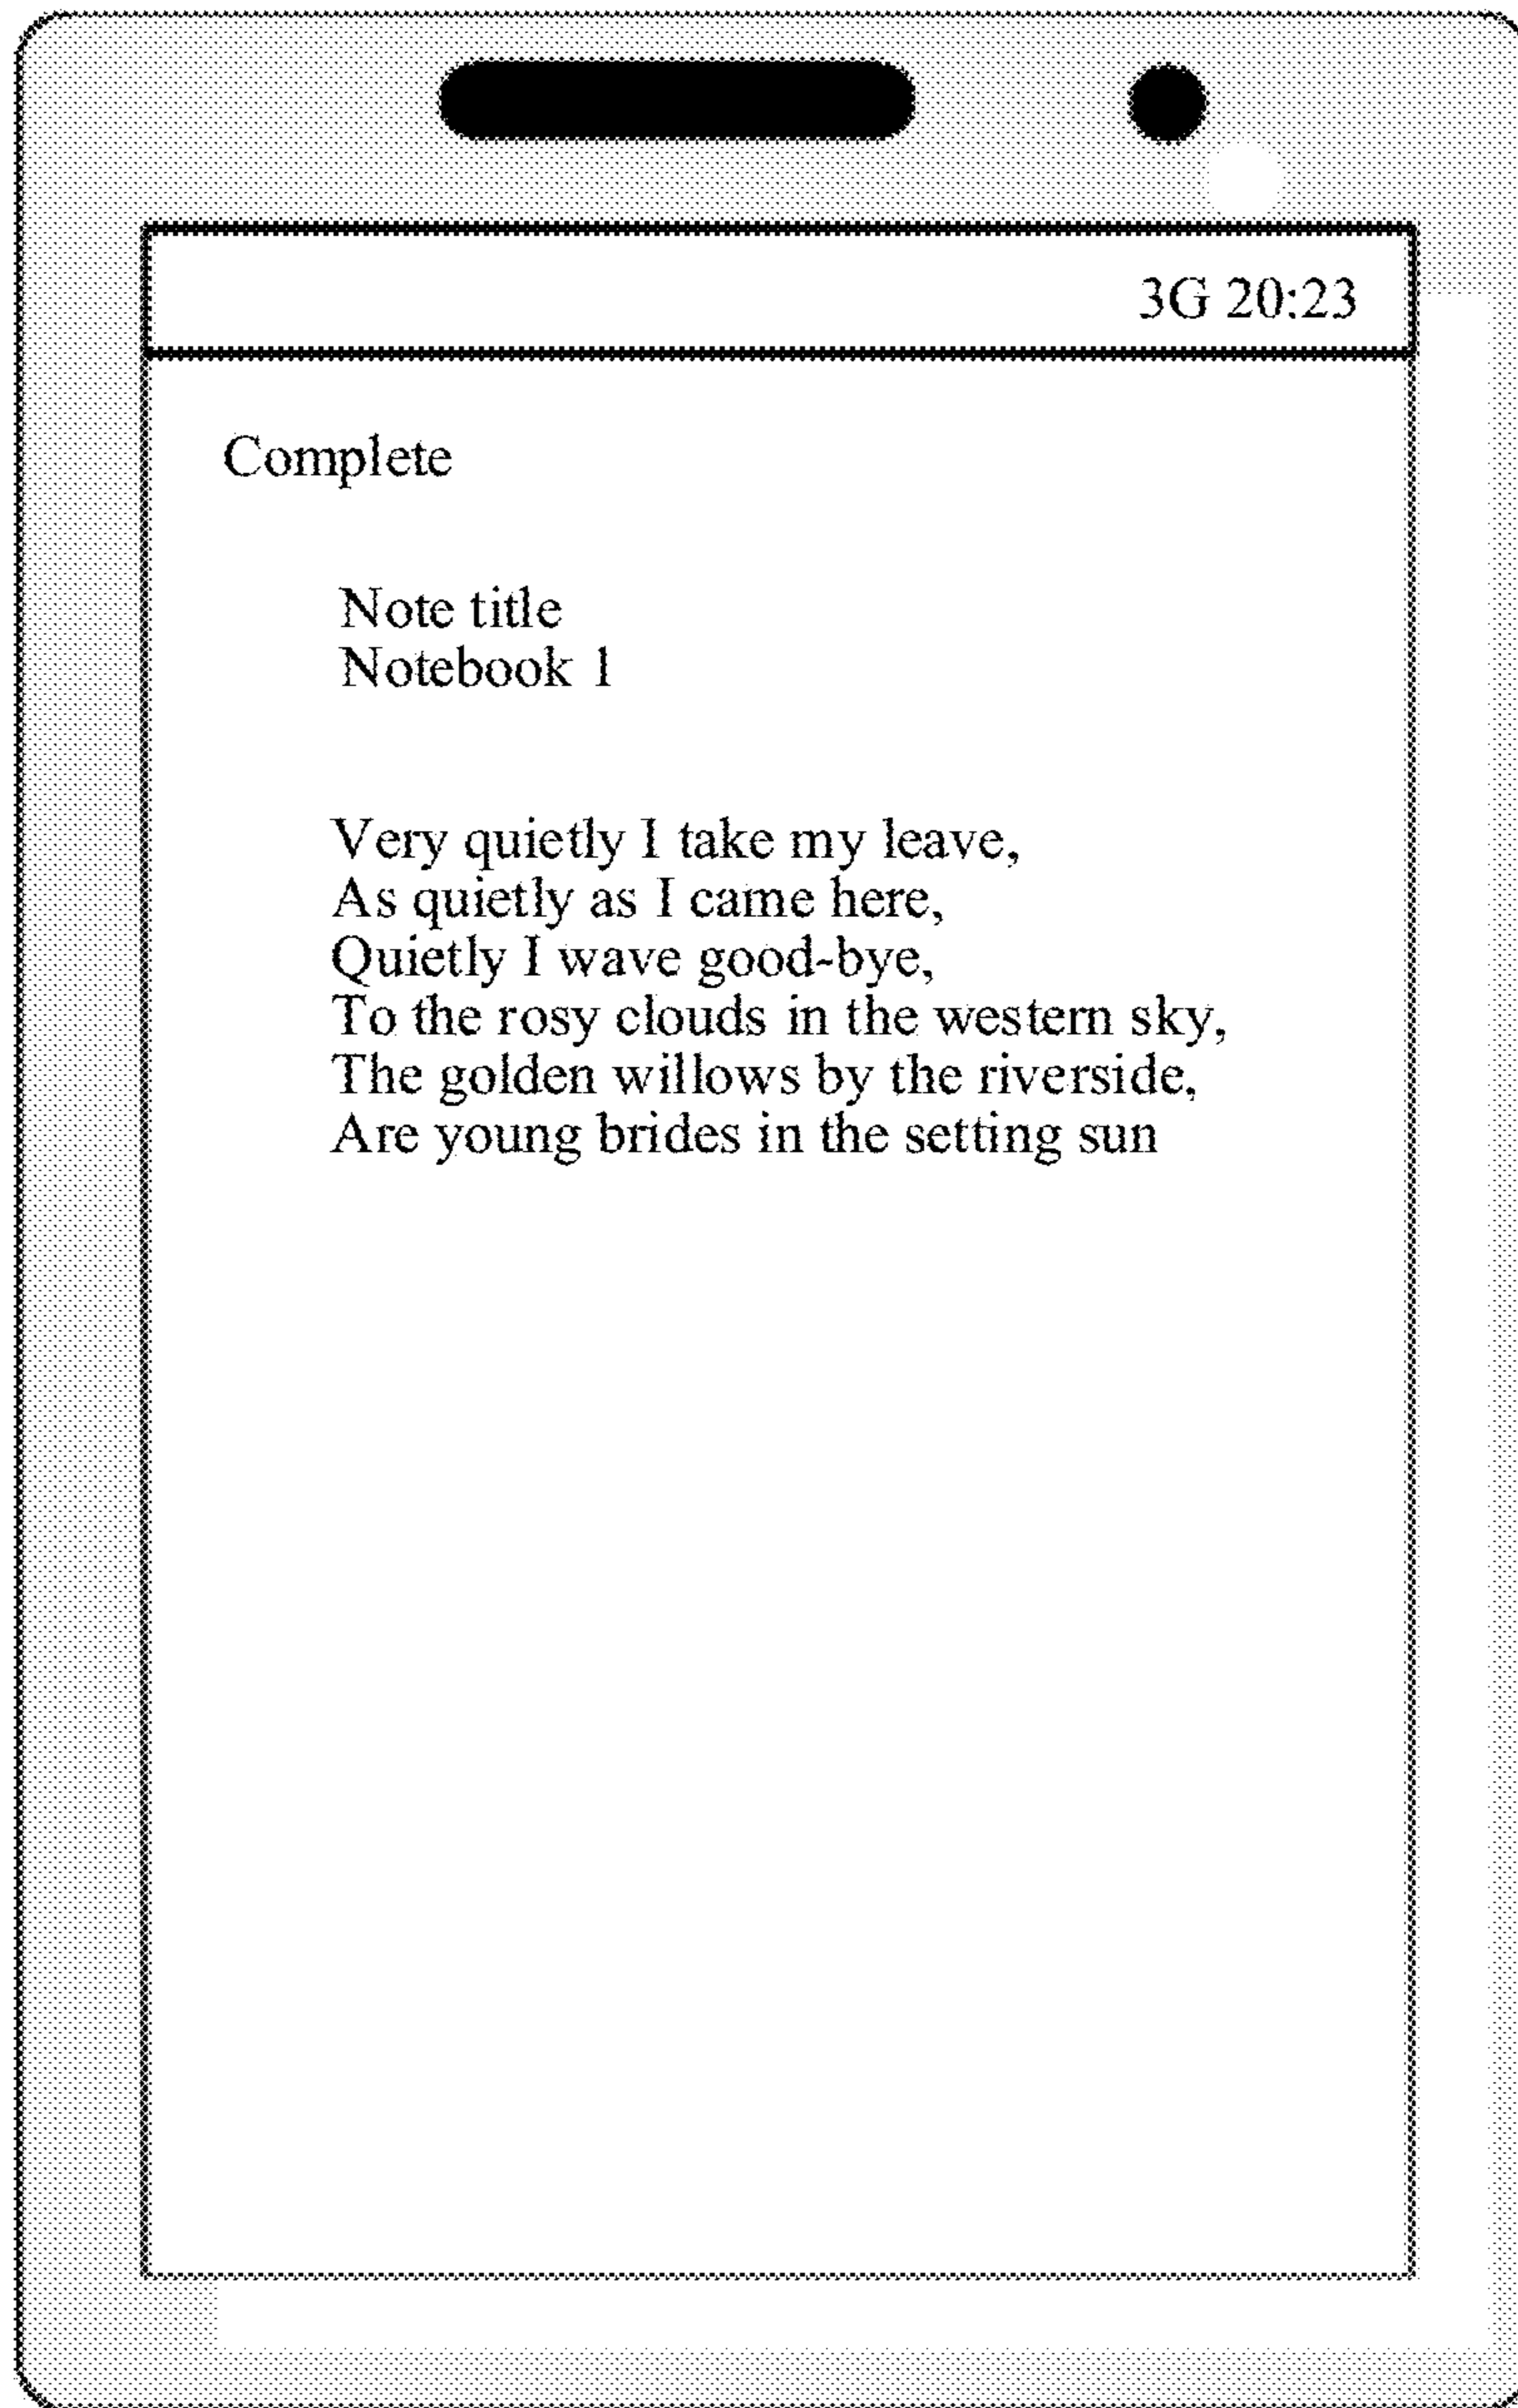 3G 20:23
Complete
Note title
Notebook 1
Very quietly I take my leave,
As quietly as I came here,
Quietly I wave good-bye,
To the rosy clouds in the western sky,
The golden willows by the riverside,
Are young brides in the setting sun